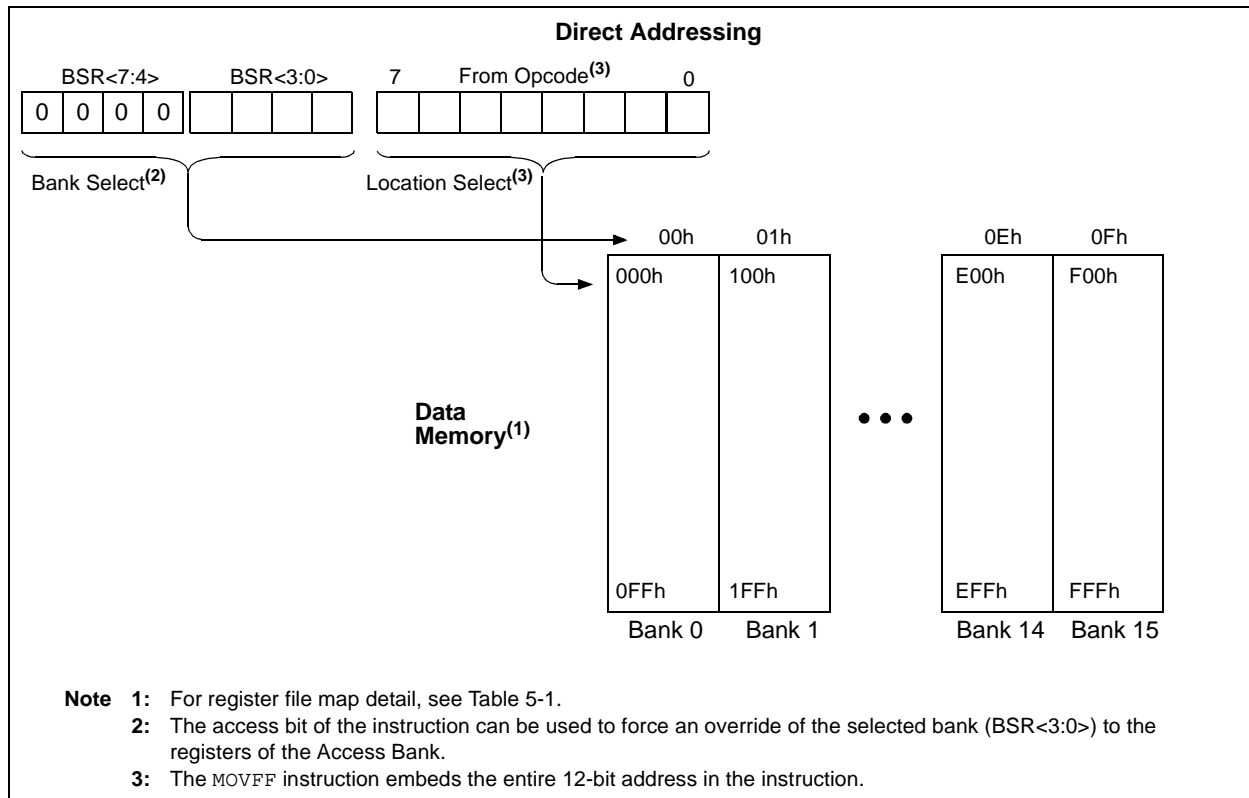 Direct Addressing
BSR<7:4> BSR<3:0> 7 From Opcode(3) 0
0 0 0 0
Bank Select(2) Location Select(3)
00h 01h 0Eh 0Fh
000h 100h E00h F00h
Data
Memory(1)
0FFh 1FFh EFFh FFFh
Bank 0 Bank 1 Bank 14 Bank 15
Note 1: For register file map detail, see Table 5-1.
2: The access bit of the instruction can be used to force an override of the selected bank (BSR<3:0>) to the
registers of the Access Bank.
3: The MOVFF instruction embeds the entire 12-bit address in the instruction.